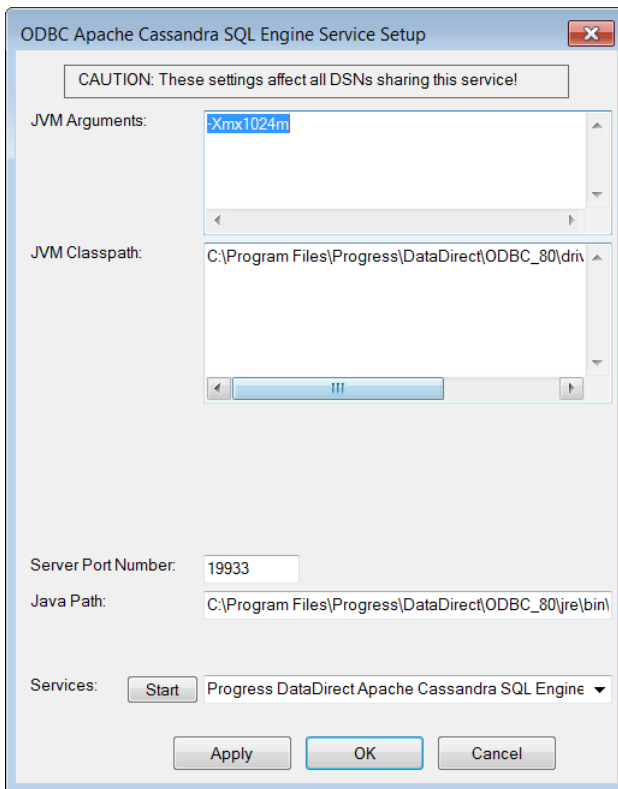 ODBC Apache Cassandra SQL Engine Service Setup
CAUTION: These settings affect all DSNs sharing this service!
JVM Arguments:
-Xmx1024m
JVM Classpath:
C:\Program Files\Progress\DataDirect\ODBC_80\driv
Server Port Number:
19933
Java Path:
C:\Program Files\Progress\DataDirect\ODBC_80\jre\bin\
Services:
Start
Progress DataDirect Apache Cassandra SQL Engine
Apply
OK
Cancel